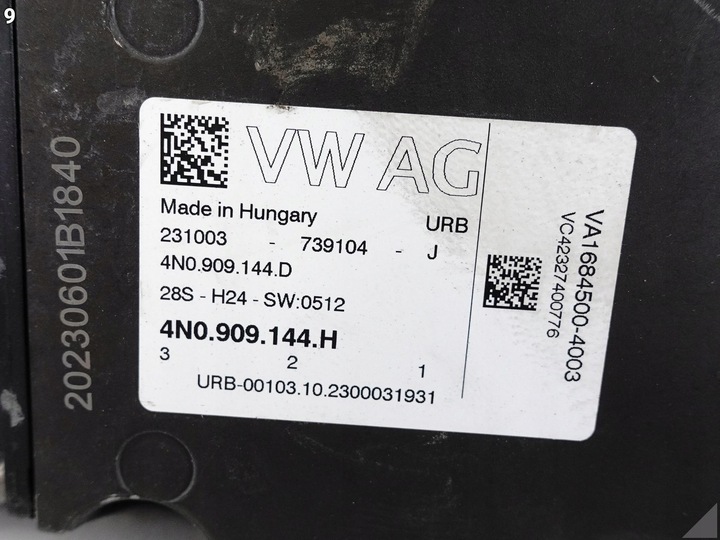 9
20230601B1840
VW AG
Made in Hungary URB
231003 - 739104 - J
4N0.909.144.D
28S - H24 - SW:0512
4N0.909.144.H
3 2 1
URB-00103.10.2300031931
VA1684500-4003
VC42327400776